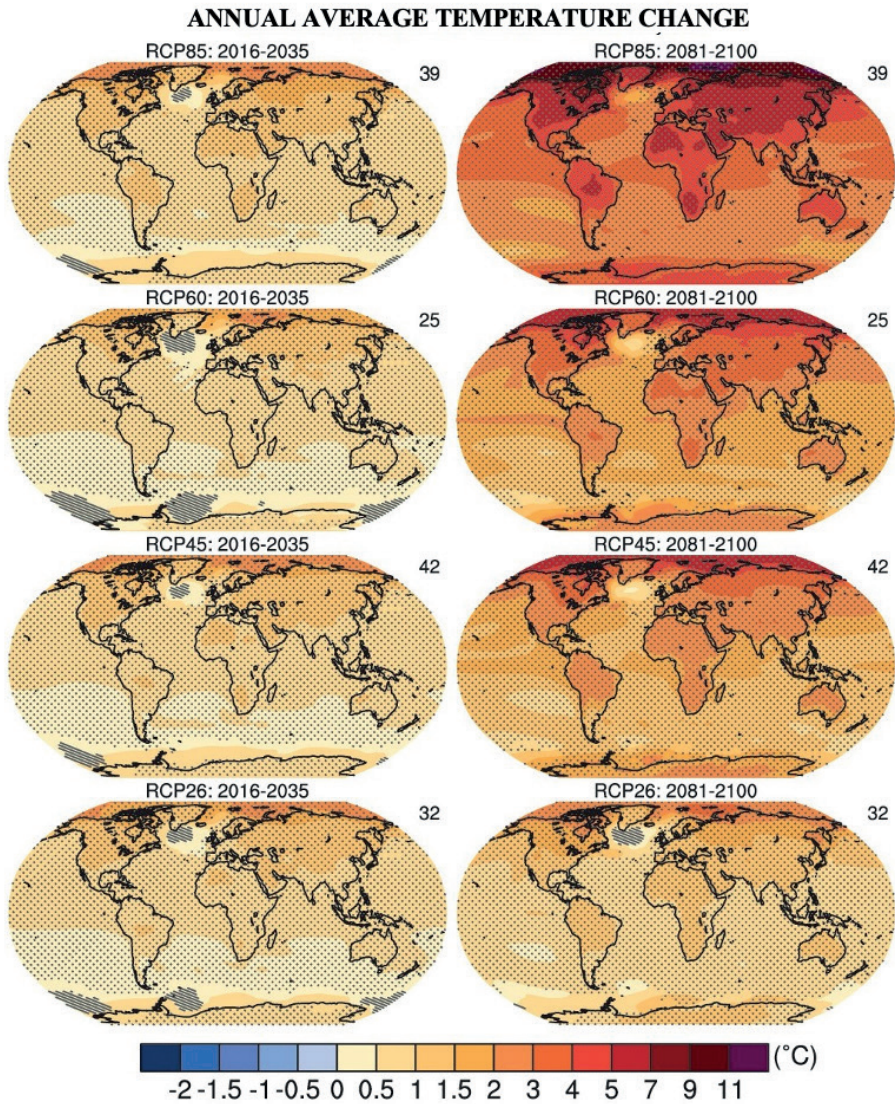 ANNUAL AVERAGE TEMPERATURE CHANGE
RCP85: 2016-2035
39
RCP85: 2081-2100
39
RCP60: 2016-2035
25
RCP60: 2081-2100
25
RCP45: 2016-2035
42
RCP45: 2081-2100
42
RCP26: 2016-2035
32
RCP26: 2081-2100
32
(°C)
-2 -1.5 -1 -0.5 0 0.5 1 1.5 2 3 4 5 7 9 11